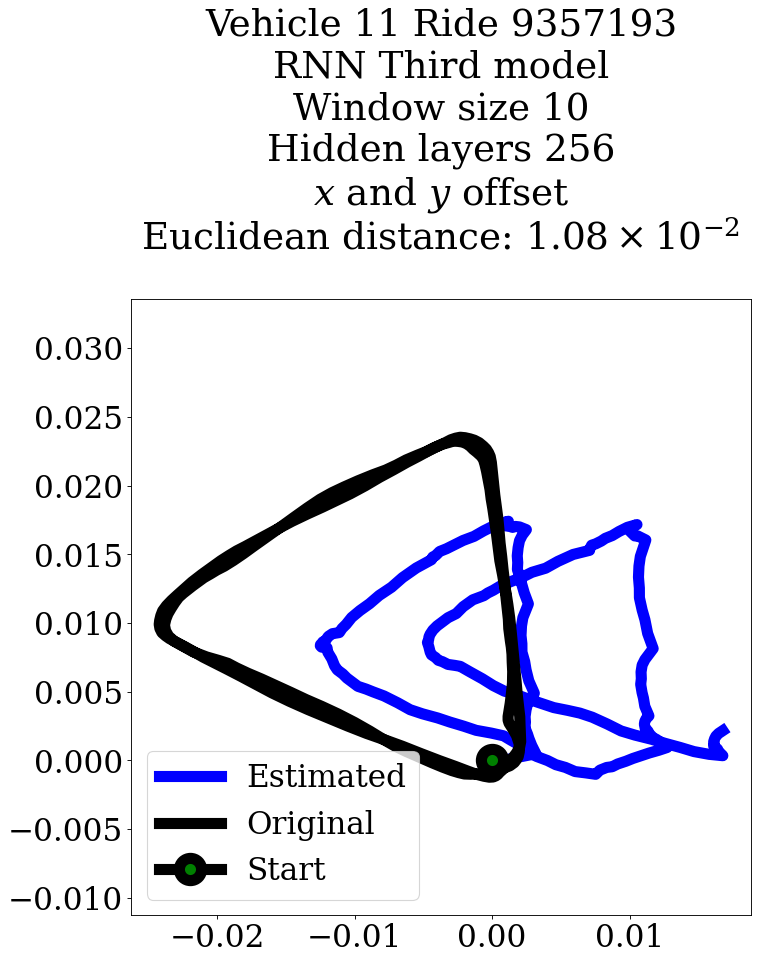 Vehicle 11 Ride 9357193
RNN Third model
Window size 10
Hidden layers 256
x and y offset
Euclidean distance: 1.08 × 10⁻²
0.030
0.025
0.020
0.015
0.010
0.005
0.000
−0.005
−0.010
Estimated
Original
Start
−0.02 −0.01 0.00 0.01